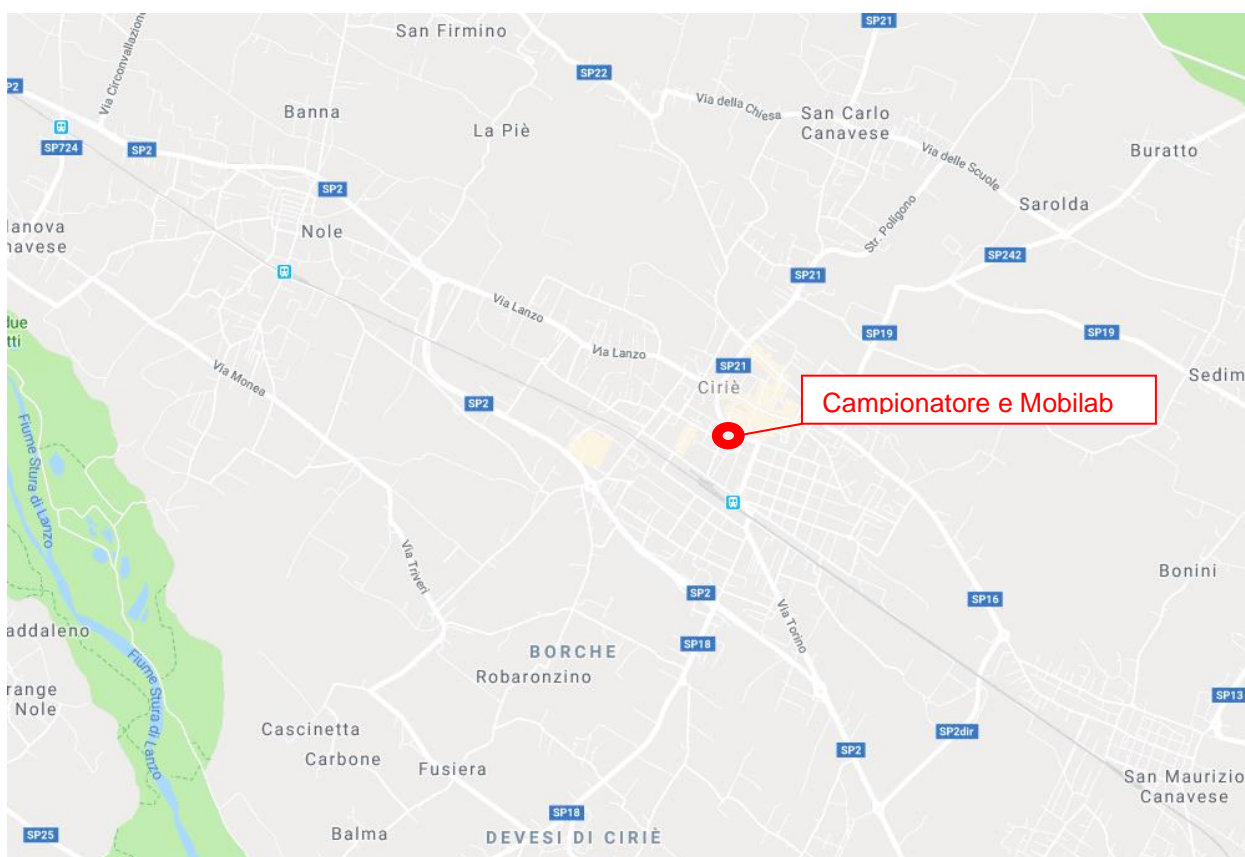 SP21
San Firmino
Via Circonvallazione
SP22
P2
Banna
Via della Chiesa
San Carlo
Canavese
La Piè
SP724
SP2
Via delle Scuole
Buratto
SP2
Sarolda
Str. Poligono
lanova
navese
Nole
SP242
SP21
Via Lanzo
due
tti
SP19
SP19
Via Lanzo
SP21
Via Monea
Ciriè
Sedim
SP2
Campionatore e Mobilab
Fiume Stura di Lanzo
Via Triveri
Bonini
SP2
SP16
Via Torino
addaleno
SP18
BORCHE
Robaronzino
Fiume Stura di Lanzo
range
Nole
SP13
Cascinetta
SP2dir
Carbone
SP2
Fusiera
San Maurizio
Canavese
SP18
SP25
Balma
DEVESI DI CIRIÈ